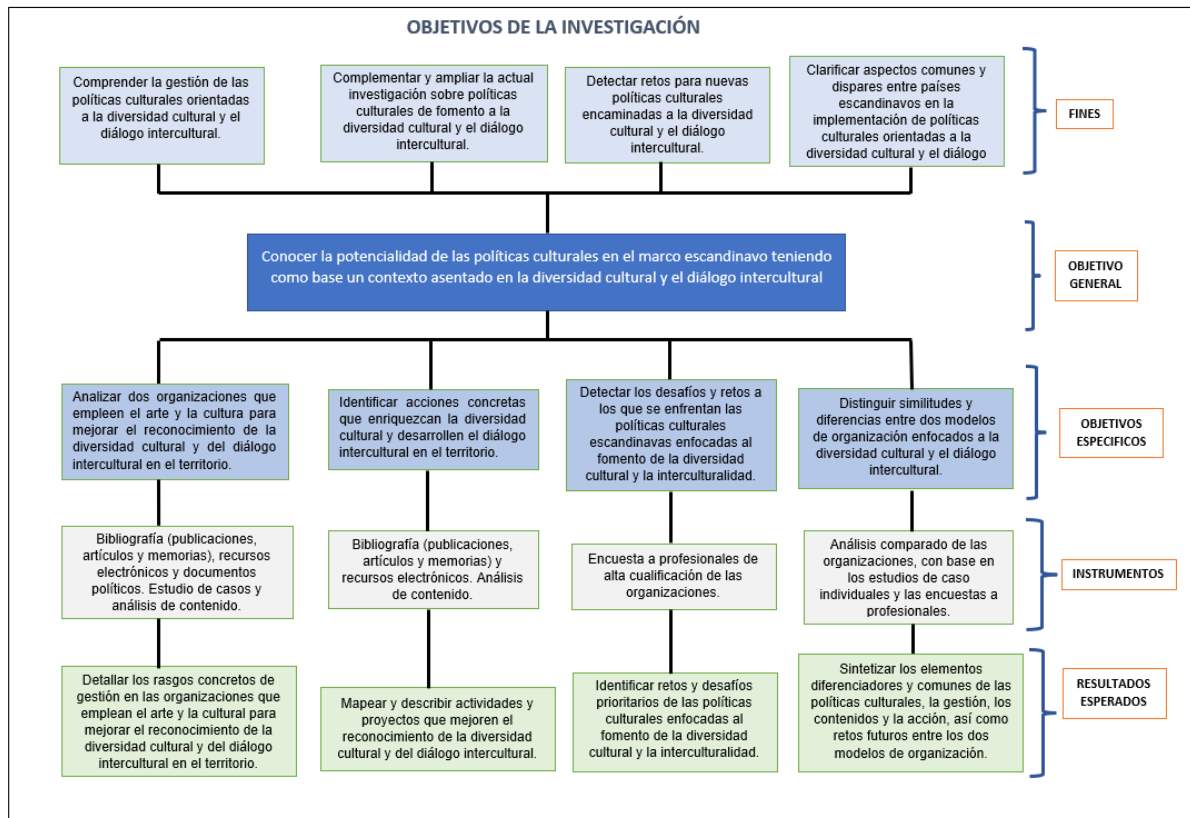 OBJETIVOS DE LA INVESTIGACIÓN
Comprender la gestión de las
políticas culturales orientadas
a la diversidad cultural y el
diálogo intercultural.
Complementar y ampliar la actual
investigación sobre políticas
culturales de fomento a la
diversidad cultural y el diálogo
intercultural.
Detectar retos para nuevas
políticas culturales
encaminadas a la diversidad
cultural y el diálogo
intercultural.
Clarificar aspectos comunes y
dispares entre países
escandinavos en la
implementación de políticas
culturales orientadas a la
diversidad cultural y el diálogo
FINES
Conocer la potencialidad de las políticas culturales en el marco escandinavo teniendo
como base un contexto asentado en la diversidad cultural y el diálogo intercultural
OBJETIVO
GENERAL
Analizar dos organizaciones que
empleen el arte y la cultura para
mejorar el reconocimiento de la
diversidad cultural y del diálogo
intercultural en el territorio.
Identificar acciones concretas
que enriquezcan la diversidad
cultural y desarrollen el diálogo
intercultural en el territorio.
Detectar los desafíos y retos a
los que se enfrentan las
políticas culturales
escandinavas enfocadas al
fomento de la diversidad
cultural y la interculturalidad.
Distinguir similitudes y
diferencias entre dos modelos
de organización enfocados a la
diversidad cultural y el diálogo
intercultural.
OBJETIVOS
ESPECIFICOS
Bibliografía (publicaciones,
artículos y memorias), recursos
electrónicos y documentos
políticos. Estudio de casos y
análisis de contenido.
Bibliografía (publicaciones,
artículos y memorias) y
recursos electrónicos. Análisis
de contenido.
Encuesta a profesionales de
alta cualificación de las
organizaciones.
Análisis comparado de las
organizaciones, con base en
los estudios de caso
individuales y las encuestas a
profesionales.
INSTRUMENTOS
Detallar los rasgos concretos de
gestión en las organizaciones que
emplean el arte y la cultural para
mejorar el reconocimiento de la
diversidad cultural y del diálogo
intercultural en el territorio.
Mapear y describir actividades y
proyectos que mejoren el
reconocimiento de la diversidad
cultural y del diálogo intercultural.
Identificar retos y desafíos
prioritarios de las políticas
culturales enfocadas al
fomento de la diversidad
cultural y la interculturalidad.
Sintetizar los elementos
diferenciadores y comunes de las
políticas culturales, la gestión, los
contenidos y la acción, así como
retos futuros entre los dos
modelos de organización.
RESULTADOS
ESPERADOS